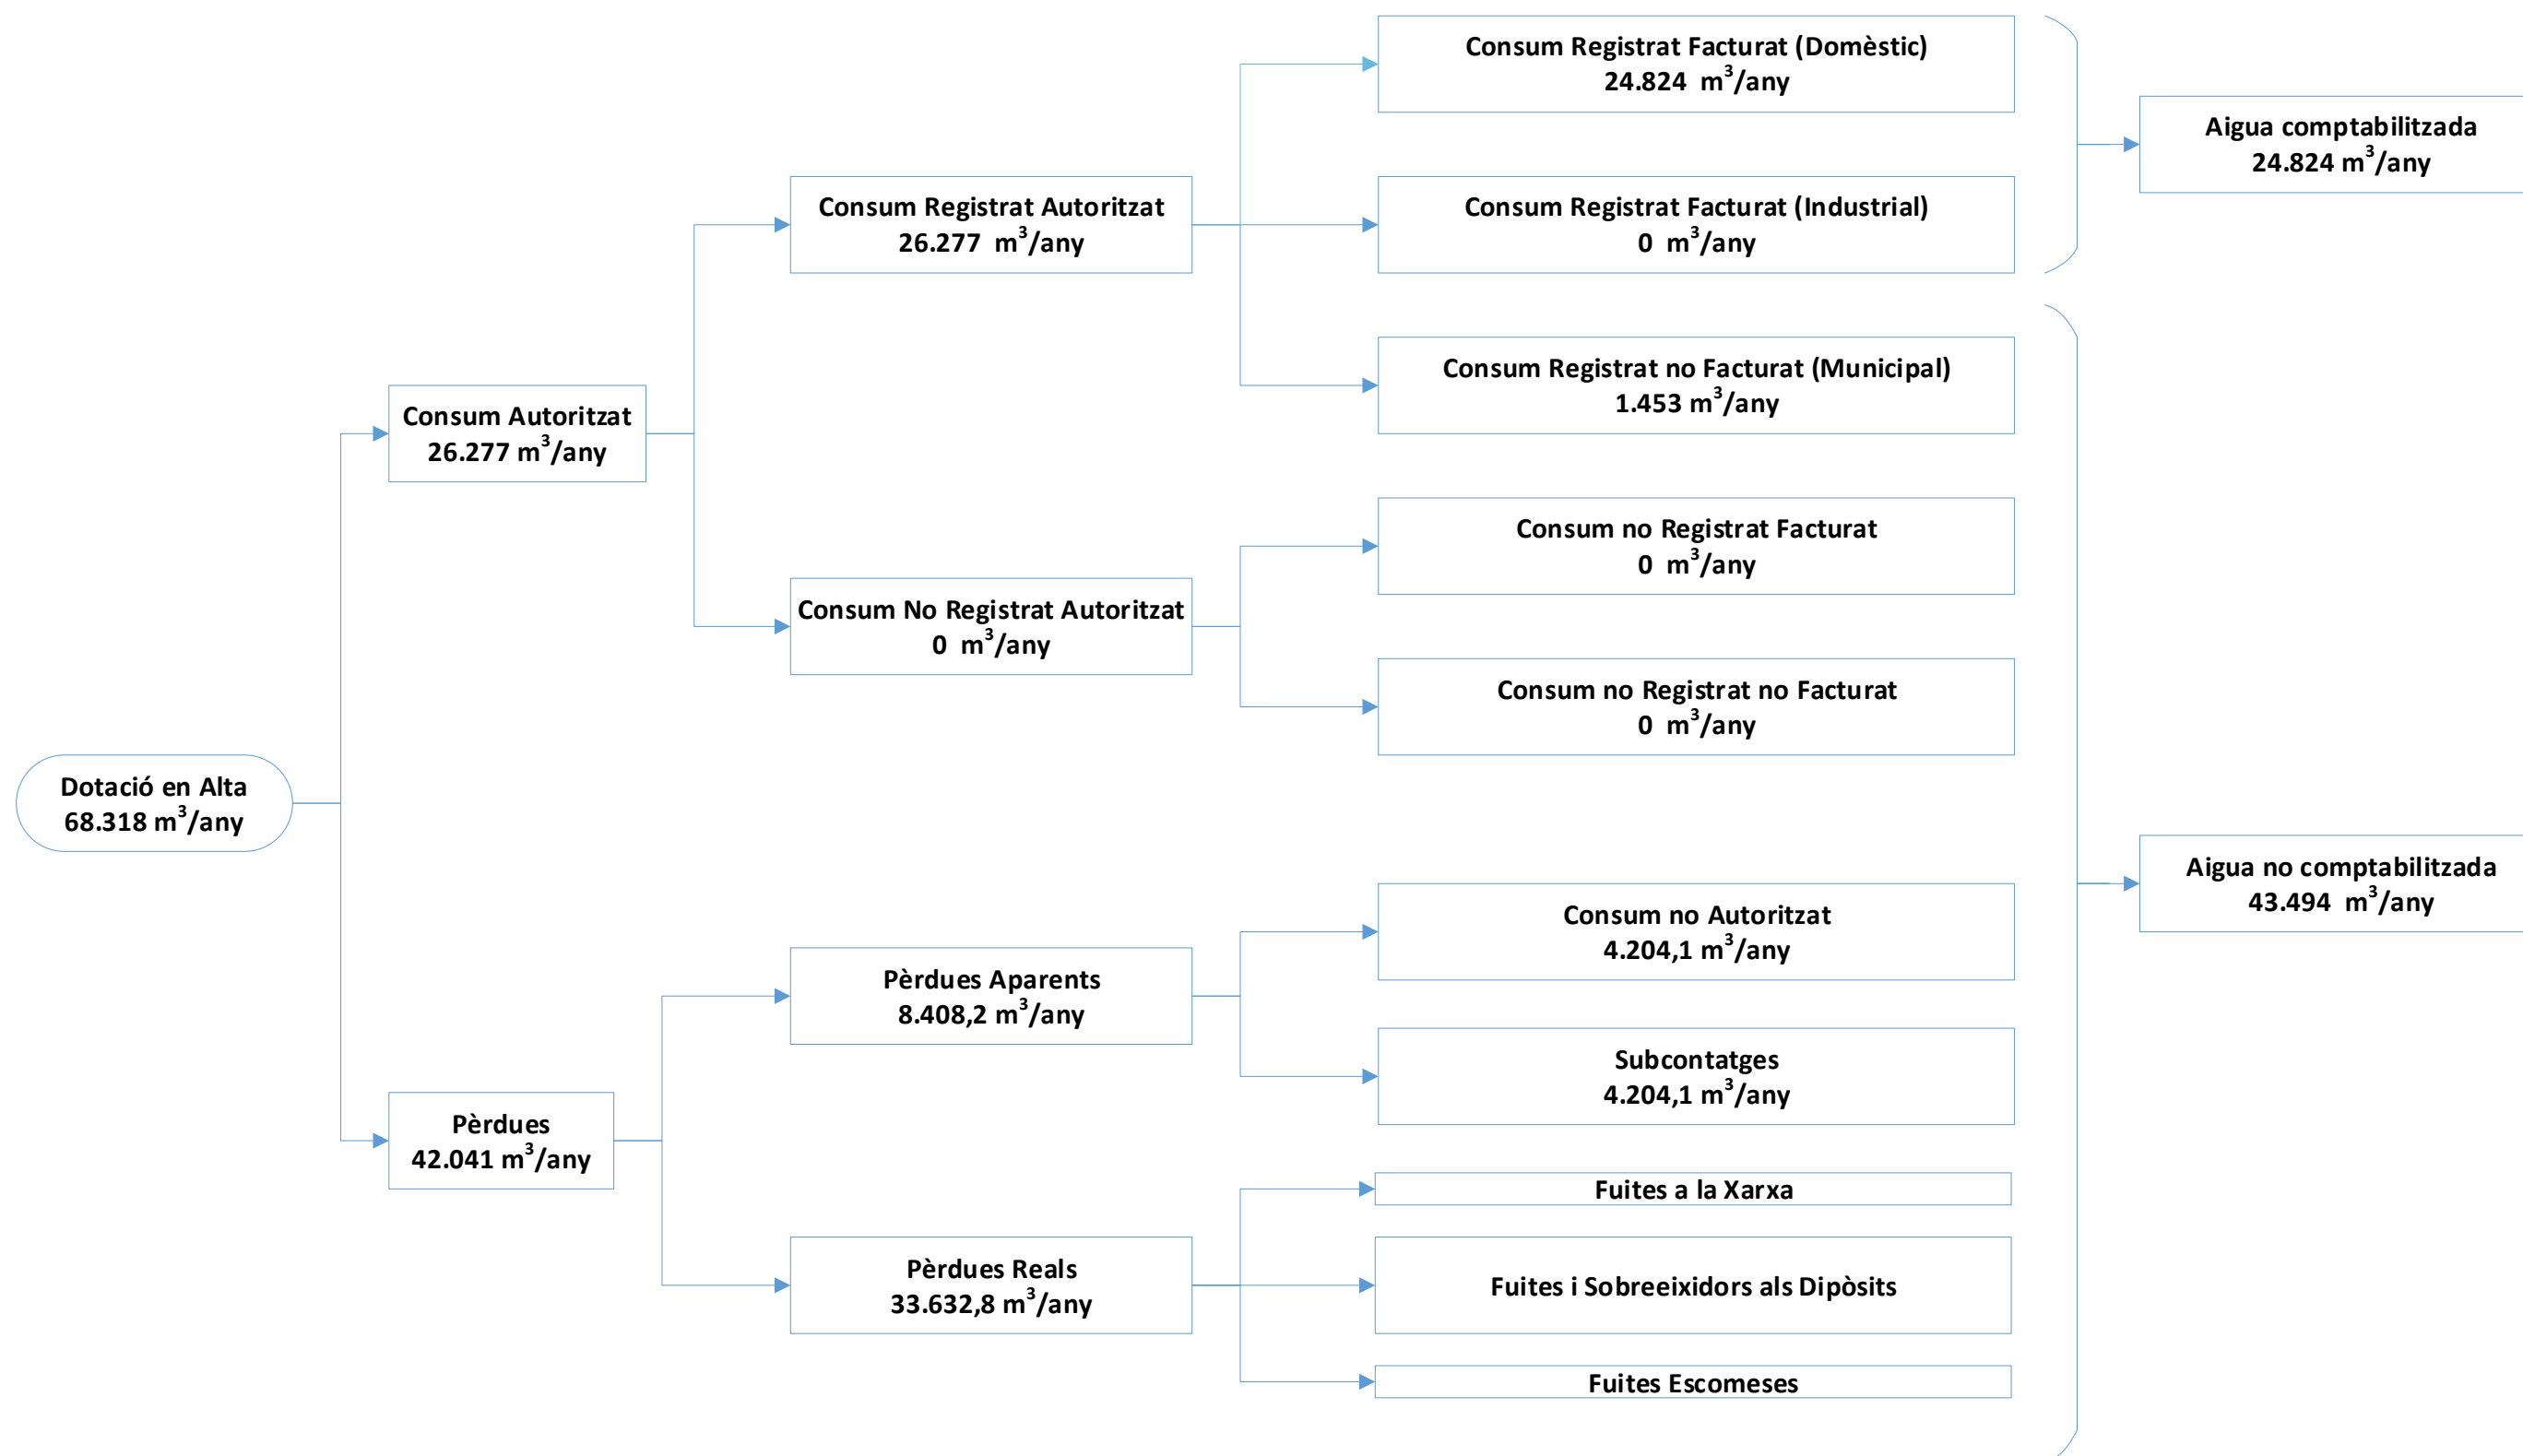 Consum Registrat Facturat (Domèstic)
24.824 m³/any
Aigua comptabilitzada
24.824 m³/any
Consum Registrat Autoritzat
26.277 m³/any
Consum Registrat Facturat (Industrial)
0 m³/any
Consum Registrat no Facturat (Municipal)
1.453 m³/any
Consum Autoritzat
26.277 m³/any
Consum no Registrat Facturat
0 m³/any
Consum No Registrat Autoritzat
0 m³/any
Consum no Registrat no Facturat
0 m³/any
Dotació en Alta
68.318 m³/any
Aigua no comptabilitzada
43.494 m³/any
Consum no Autoritzat
4.204,1 m³/any
Pèrdues Aparents
8.408,2 m³/any
Subcontatges
4.204,1 m³/any
Pèrdues
42.041 m³/any
Fuites a la Xarxa
Pèrdues Reals
33.632,8 m³/any
Fuites i Sobreeixidors als Dipòsits
Fuites Escomeses